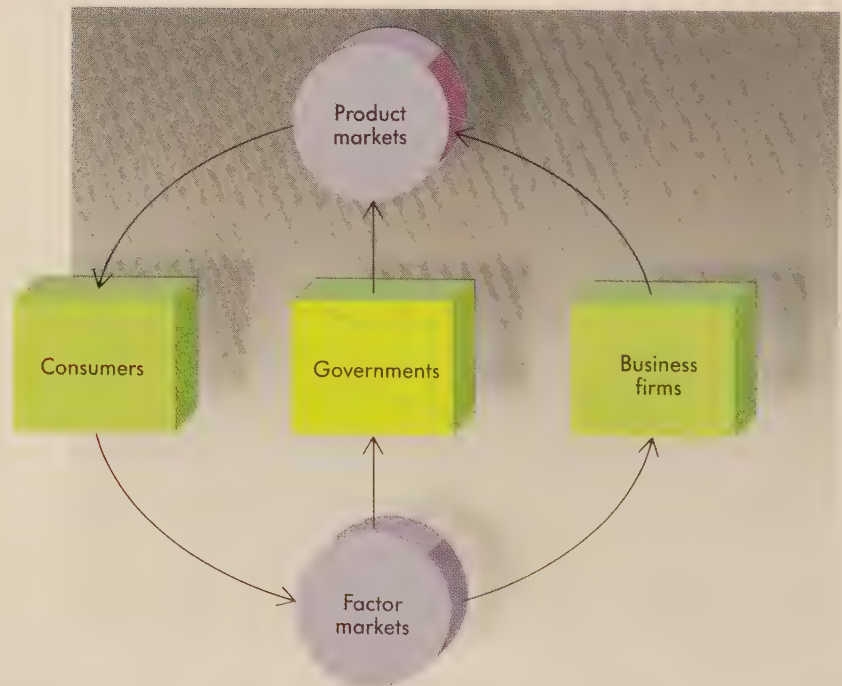 Product
markets
Consumers
Governments
Business
firms
Factor
markets